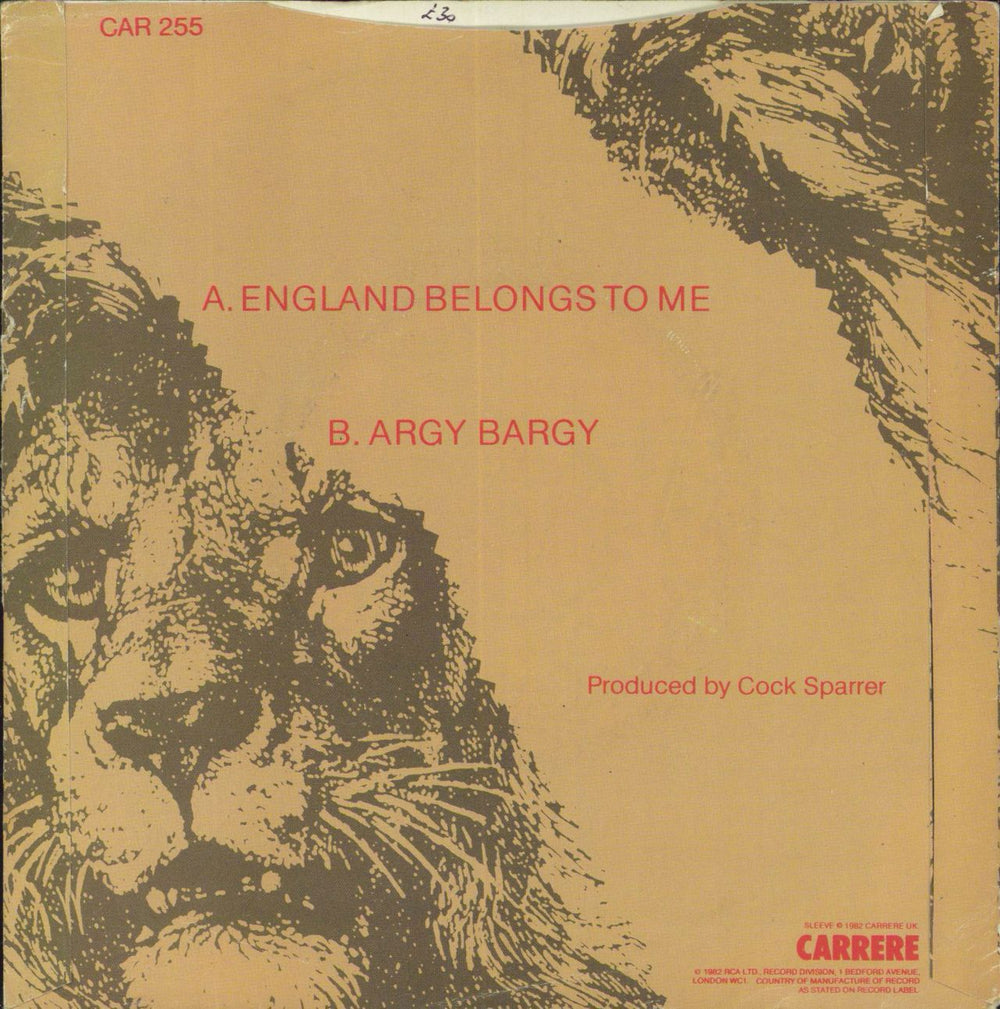 £30
CAR 255
A. ENGLAND BELONGS TO ME
B. ARGY BARGY
Produced by Cock Sparrer
SLEEVE © 1982 CARRERE UK
CARRERE
© 1982 RCA LTD., RECORD DIVISION, 1 BEDFORD AVENUE,
LONDON WC1. COUNTRY OF MANUFACTURE OF RECORD
AS STATED ON RECORD LABEL